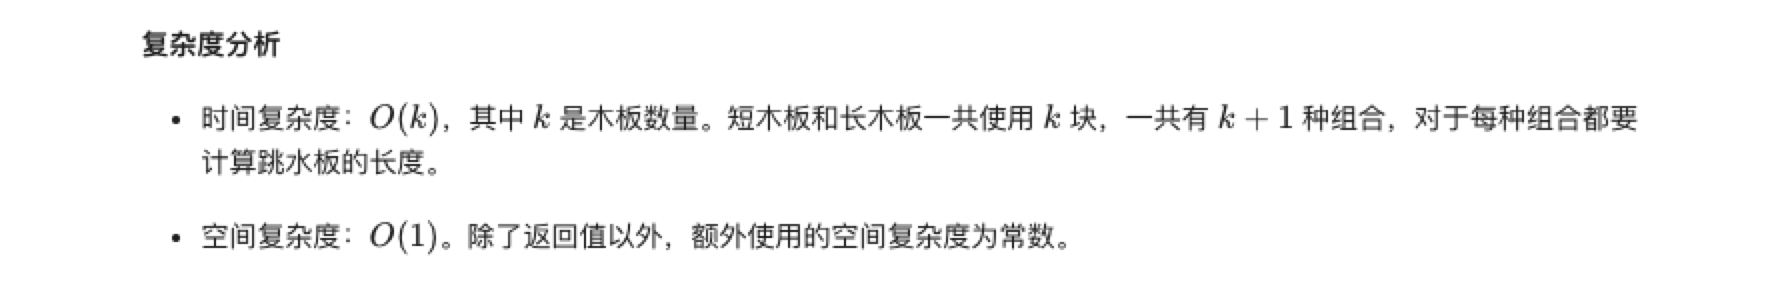 复杂度分析
• 时间复杂度：O(k)，其中 k 是木板数量。短木板和长木板一共使用 k 块，一共有 k + 1 种组合，对于每种组合都要
计算跳水板的长度。
• 空间复杂度：O(1)。除了返回值以外，额外使用的空间复杂度为常数。